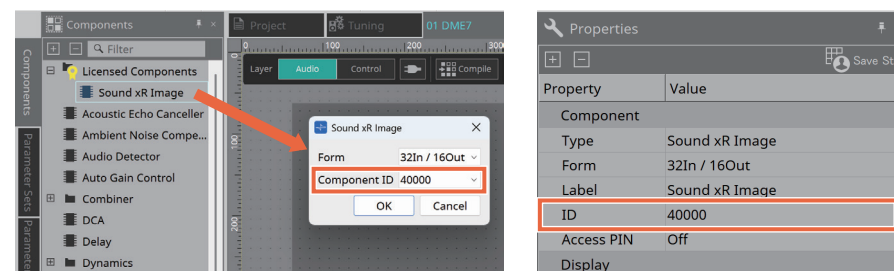 Components
Project
Tuning
01 DME7
Filter
0 100 200 300
Components
Parameter Sets
Licensed Components
Sound xR Image
Acoustic Echo Canceller
Ambient Noise Compe...
Audio Detector
Auto Gain Control
Combiner
DCA
Delay
Dynamics
Layer Audio Control Compile
100
200
Sound xR Image
Form 32In / 16Out
Component ID 40000
OK Cancel
Properties
Save St
Property Value
Component
Type Sound xR Image
Form 32In / 16Out
Label Sound xR Image
ID 40000
Access PIN Off
Display